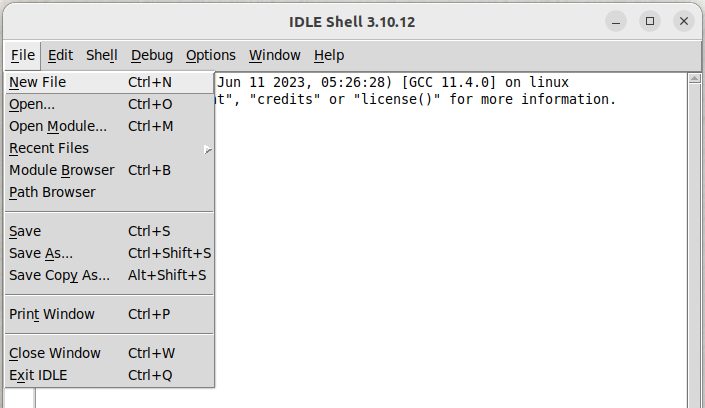 IDLE Shell 3.10.12
File Edit Shell Debug Options Window Help
Jun 11 2023, 05:26:28) [GCC 11.4.0] on linux
", "credits" or "license()" for more information.
New File Ctrl+N
Open... Ctrl+O
Open Module... Ctrl+M
Recent Files
Module Browser Ctrl+B
Path Browser
Save Ctrl+S
Save As... Ctrl+Shift+S
Save Copy As... Alt+Shift+S
Print Window Ctrl+P
Close Window Ctrl+W
Exit IDLE Ctrl+Q